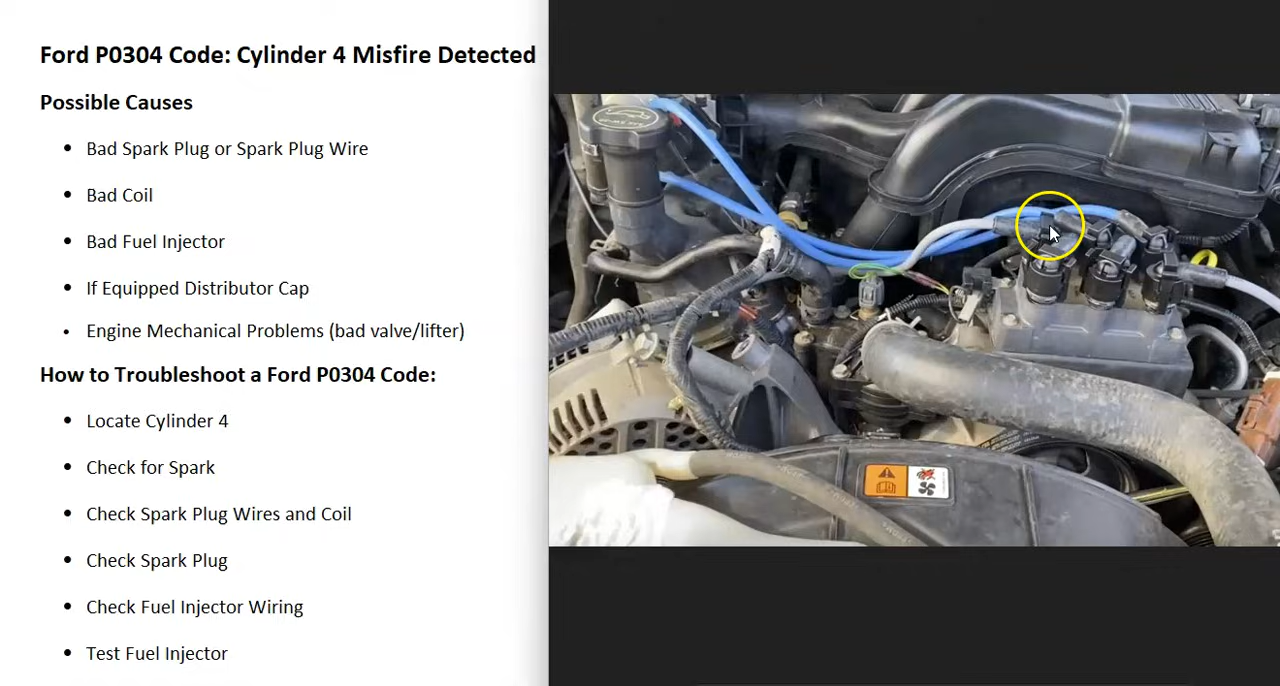 Ford P0304 Code: Cylinder 4 Misfire Detected
Possible Causes
• Bad Spark Plug or Spark Plug Wire
• Bad Coil
• Bad Fuel Injector
• If Equipped Distributor Cap
• Engine Mechanical Problems (bad valve/lifter)
How to Troubleshoot a Ford P0304 Code:
• Locate Cylinder 4
• Check for Spark
• Check Spark Plug Wires and Coil
• Check Spark Plug
• Check Fuel Injector Wiring
• Test Fuel Injector